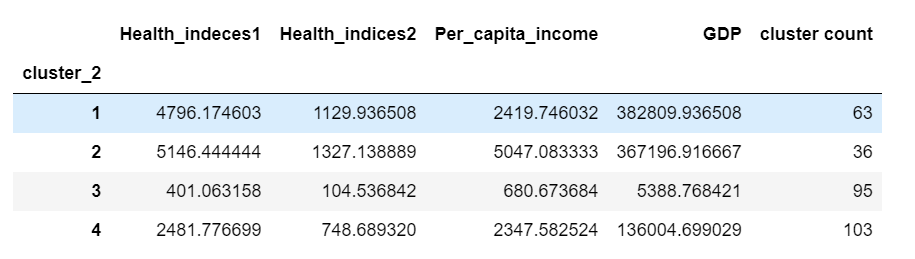 Health_indeces1 Health_indices2 Per_capita_income GDP cluster count
cluster_2
1 4796.174603 1129.936508 2419.746032 382809.936508 63
2 5146.444444 1327.138889 5047.083333 367196.916667 36
3 401.063158 104.536842 680.673684 5388.768421 95
4 2481.776699 748.689320 2347.582524 136004.699029 103